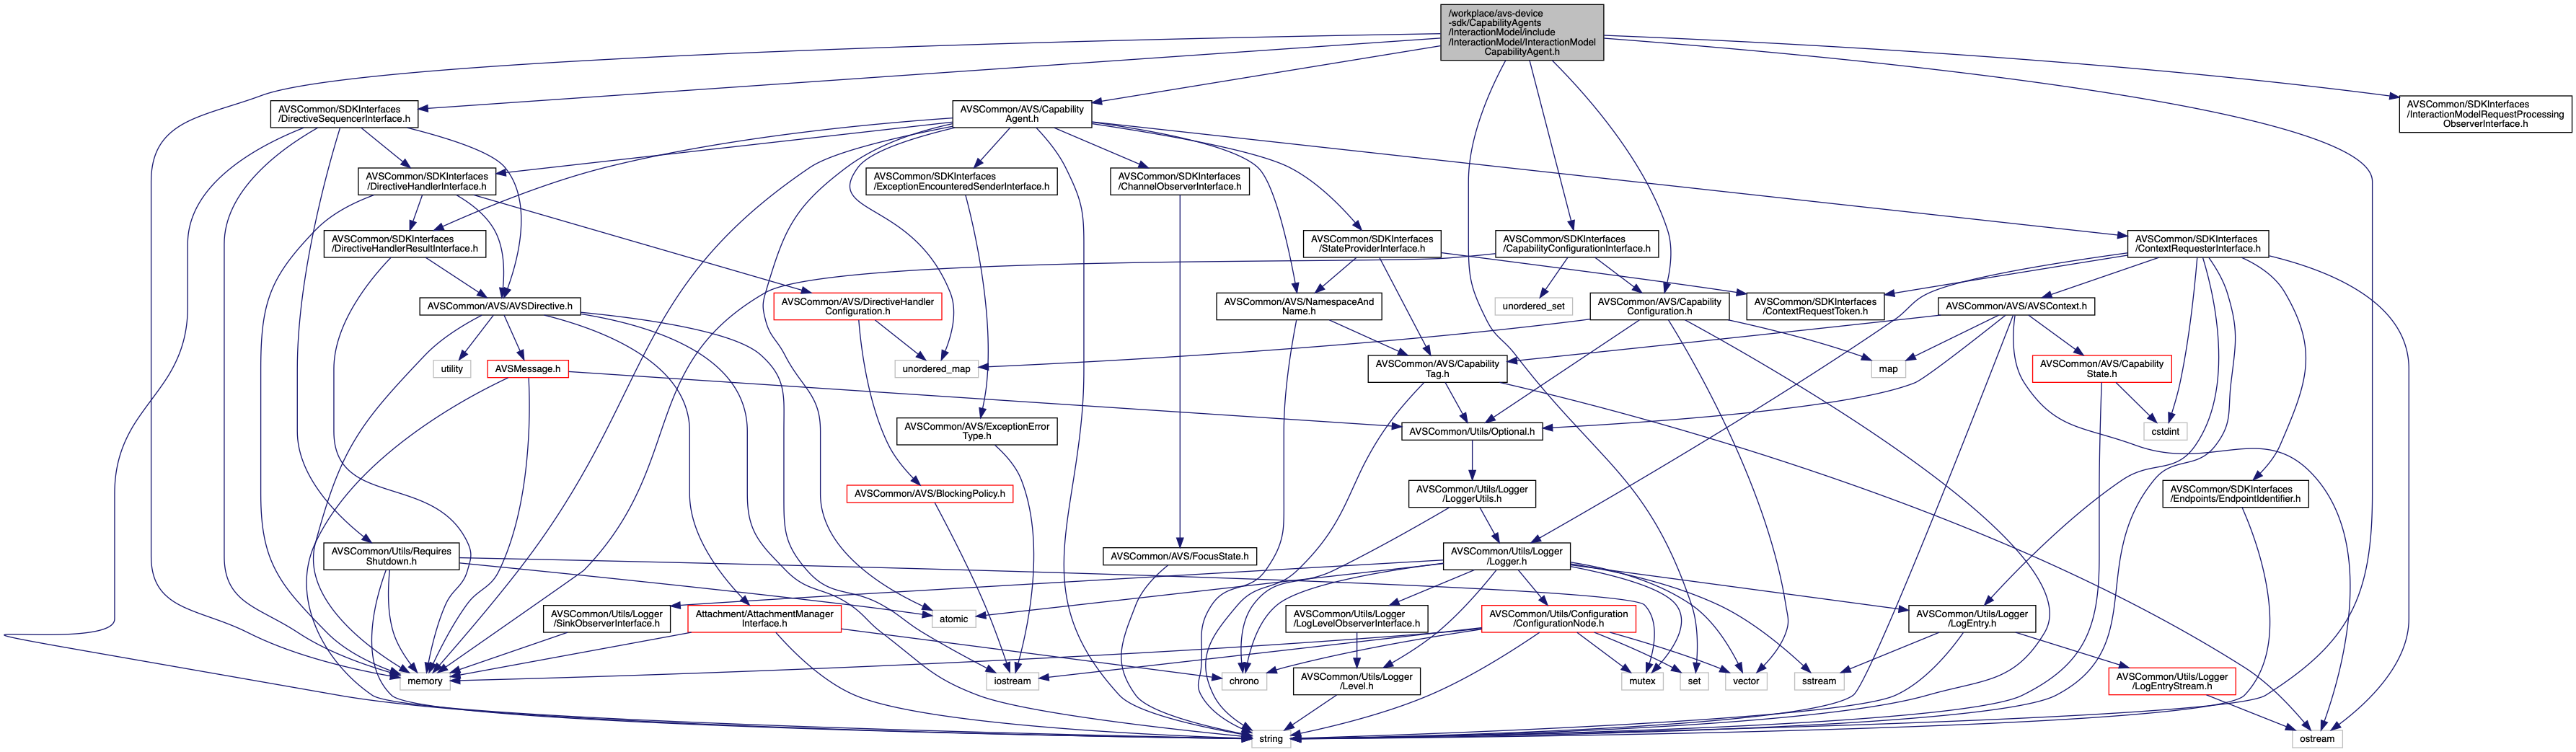 /workplace/avs-device
-sdk/CapabilityAgents
/InteractionModel/include
/InteractionModel/InteractionModel
CapabilityAgent.h
AVSCommon/SDKInterfaces
/DirectiveSequencerInterface.h
AVSCommon/AVS/Capability
Agent.h
AVSCommon/SDKInterfaces
/InteractionModelRequestProcessing
ObserverInterface.h
AVSCommon/SDKInterfaces
/DirectiveHandlerInterface.h
AVSCommon/SDKInterfaces
/ExceptionEncounteredSenderInterface.h
AVSCommon/SDKInterfaces
/ChannelObserverInterface.h
AVSCommon/SDKInterfaces
/DirectiveHandlerResultInterface.h
AVSCommon/SDKInterfaces
/StateProviderInterface.h
AVSCommon/SDKInterfaces
/CapabilityConfigurationInterface.h
AVSCommon/SDKInterfaces
/ContextRequesterInterface.h
AVSCommon/AVS/AVSDirective.h
AVSCommon/AVS/DirectiveHandler
Configuration.h
AVSCommon/AVS/NamespaceAnd
Name.h
unordered_set
AVSCommon/AVS/Capability
Configuration.h
AVSCommon/SDKInterfaces
/ContextRequestToken.h
AVSCommon/AVS/AVSContext.h
utility
AVSMessage.h
unordered_map
AVSCommon/AVS/Capability
Tag.h
map
AVSCommon/AVS/Capability
State.h
AVSCommon/AVS/ExceptionError
Type.h
AVSCommon/Utils/Optional.h
cstdint
AVSCommon/AVS/BlockingPolicy.h
AVSCommon/Utils/Logger
/LoggerUtils.h
AVSCommon/SDKInterfaces
/Endpoints/EndpointIdentifier.h
AVSCommon/Utils/Requires
Shutdown.h
AVSCommon/AVS/FocusState.h
AVSCommon/Utils/Logger
/Logger.h
AVSCommon/Utils/Logger
/SinkObserverInterface.h
Attachment/AttachmentManager
Interface.h
atomic
AVSCommon/Utils/Logger
/LogLevelObserverInterface.h
AVSCommon/Utils/Configuration
/ConfigurationNode.h
AVSCommon/Utils/Logger
/LogEntry.h
memory
iostream
chrono
AVSCommon/Utils/Logger
/Level.h
mutex
set
vector
sstream
AVSCommon/Utils/Logger
/LogEntryStream.h
string
ostream